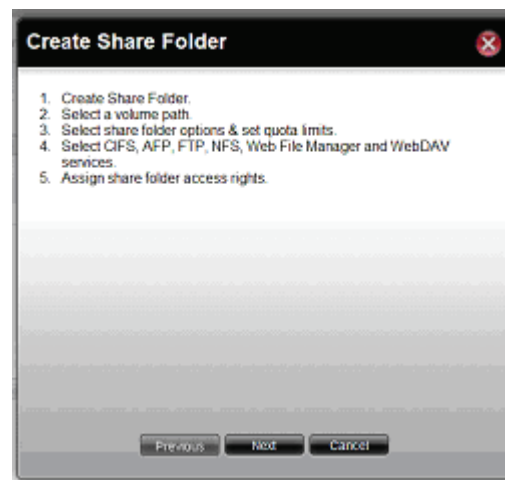 Create Share Folder
1. Create Share Folder.
2. Select a volume path.
3. Select share folder options & set quota limits.
4. Select CIFS, AFP, FTP, NFS, Web File Manager and WebDAV
services.
5. Assign share folder access rights.
Previous Next Cancel